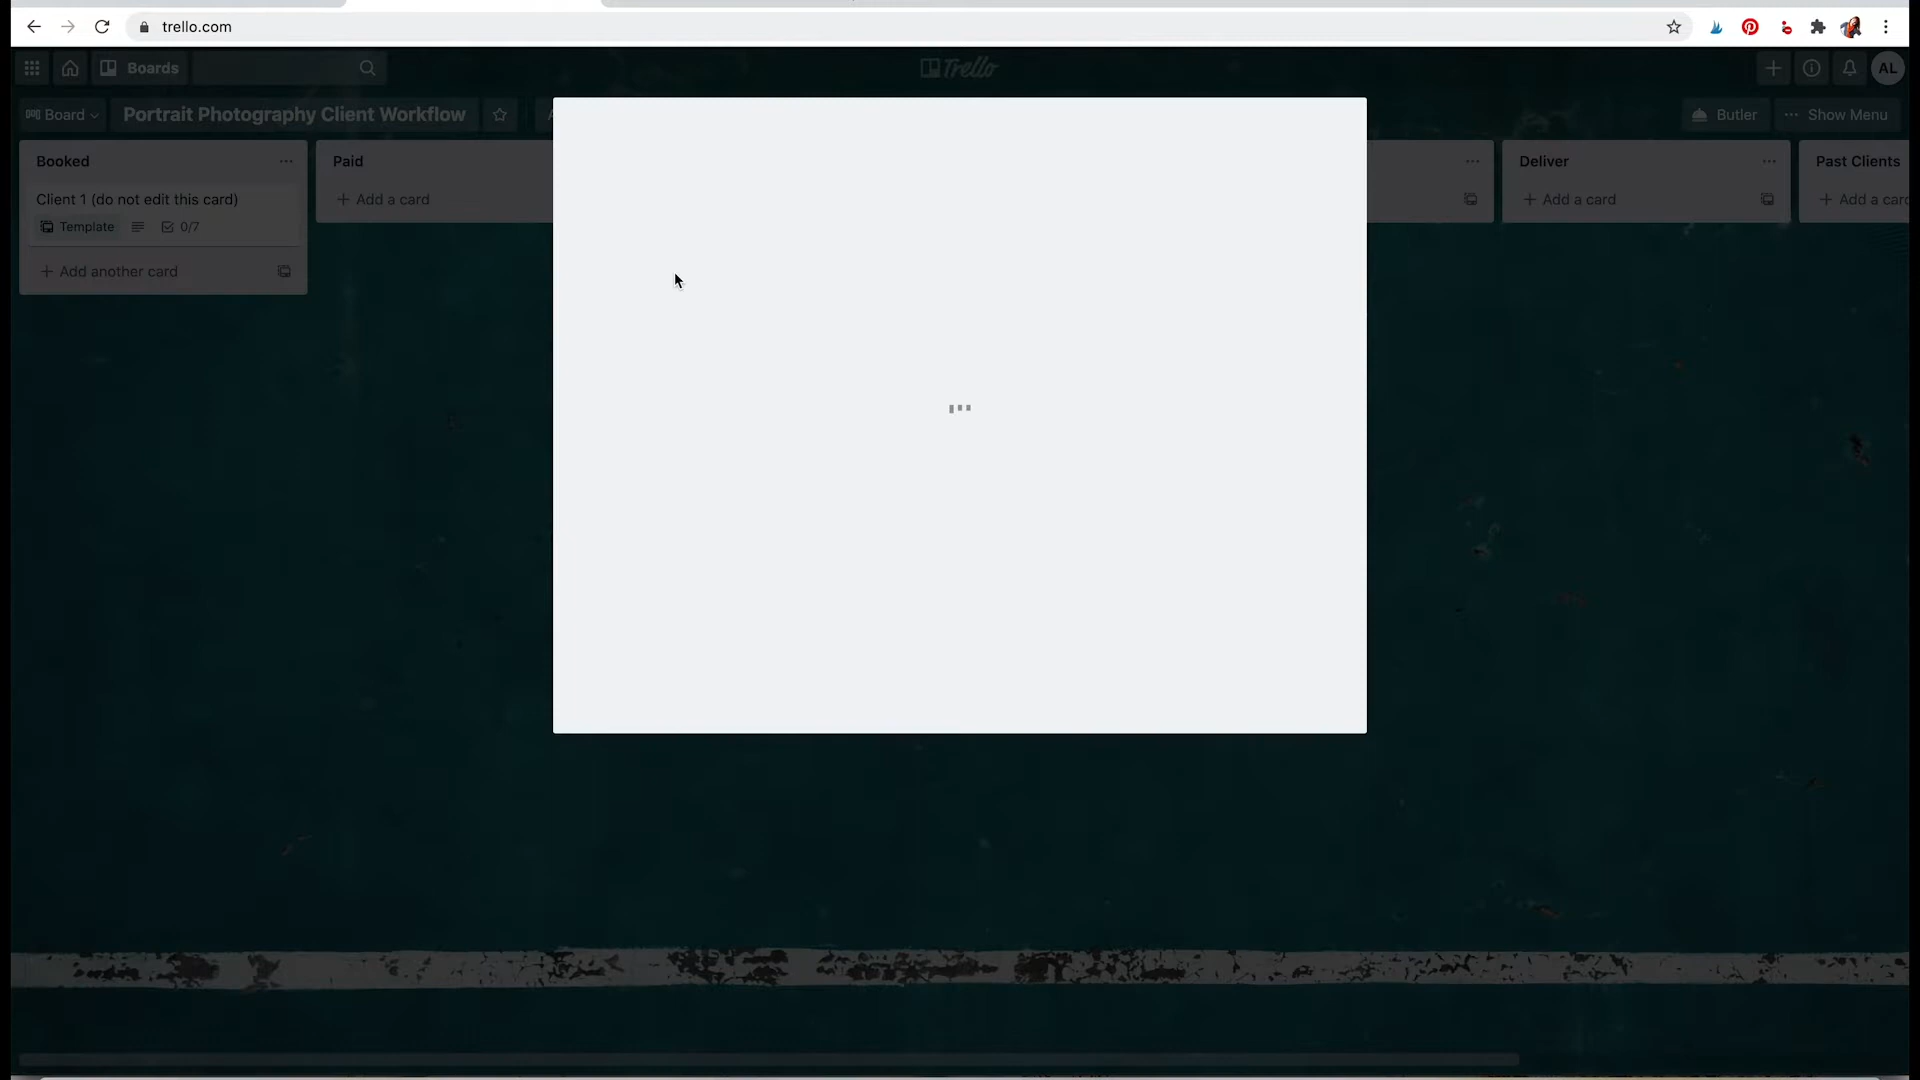 trello.com
Boards
Trello
AL
Board
Portrait Photography Client Workflow
Butler
Show Menu
Booked
Paid
Deliver
Past Clients
Client 1 (do not edit this card)
Add a card
Add a card
Template
0/7
Add another card